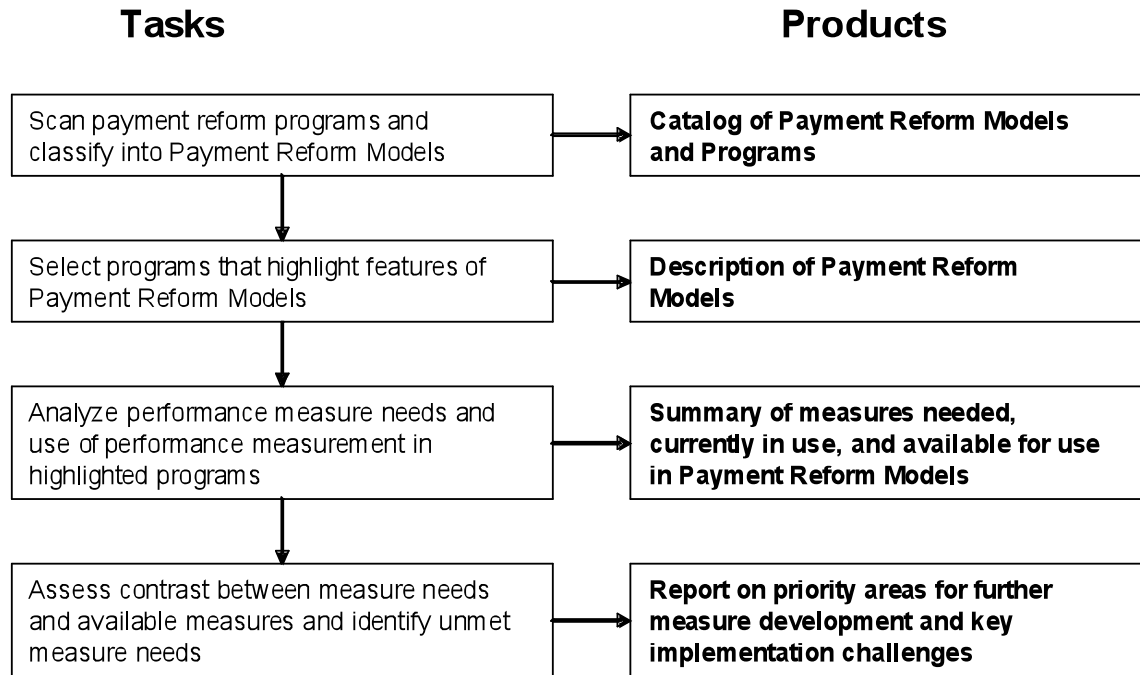 Tasks
Products
Scan payment reform programs and
classify into Payment Reform Models
Catalog of Payment Reform Models
and Programs
Select programs that highlight features of
Payment Reform Models
Description of Payment Reform
Models
Analyze performance measure needs and
use of performance measurement in
highlighted programs
Summary of measures needed,
currently in use, and available for use
in Payment Reform Models
Assess contrast between measure needs
and available measures and identify unmet
measure needs
Report on priority areas for further
measure development and key
implementation challenges